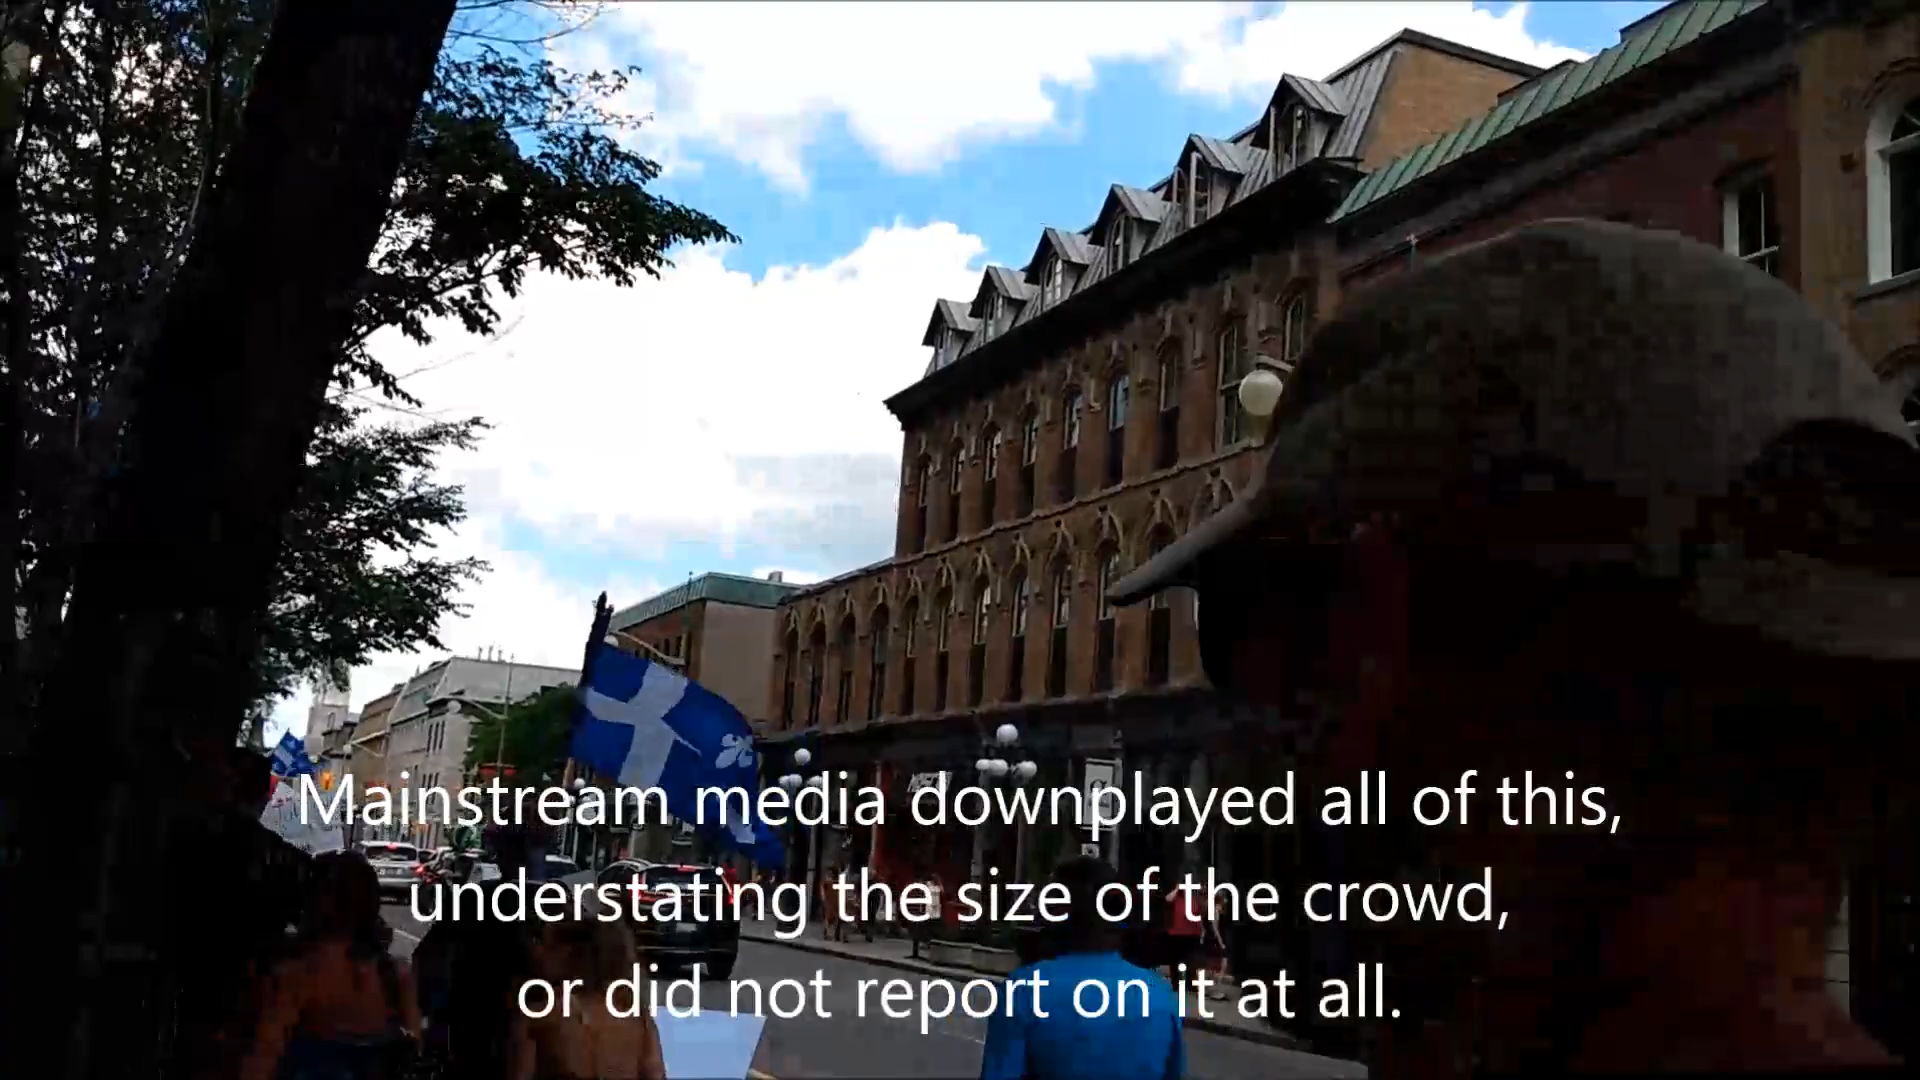 Mainstream media downplayed all of this,
understating the size of the crowd,
or did not report on it at all.